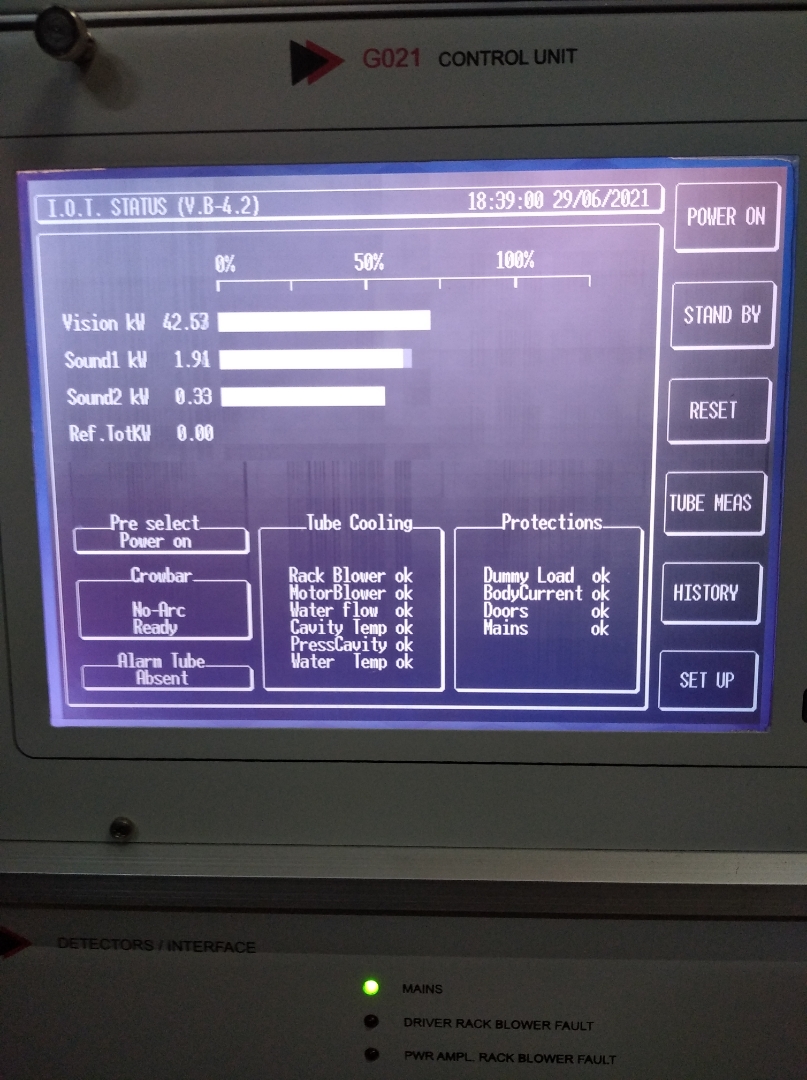 G021 CONTROL UNIT
I.O.T. STATUS (V.B-4.2) 18:39:00 29/06/2021
0% 50% 100%
Vision kW 42.53
Sound1 kW 1.91
Sound2 kW 0.33
Ref.TotKW 0.00
Pre select
Power on
Crowbar
No-Arc
Ready
Alarm Tube
Absent
Tube Cooling
Rack Blower ok
MotorBlower ok
Water flow ok
Cavity Temp ok
PressCavity ok
Water Temp ok
Protections
Dummy Load ok
BodyCurrent ok
Doors ok
Mains ok
POWER ON
STAND BY
RESET
TUBE MEAS
HISTORY
SET UP
DETECTORS / INTERFACE
MAINS
DRIVER RACK BLOWER FAULT
PWR AMPL. RACK BLOWER FAULT